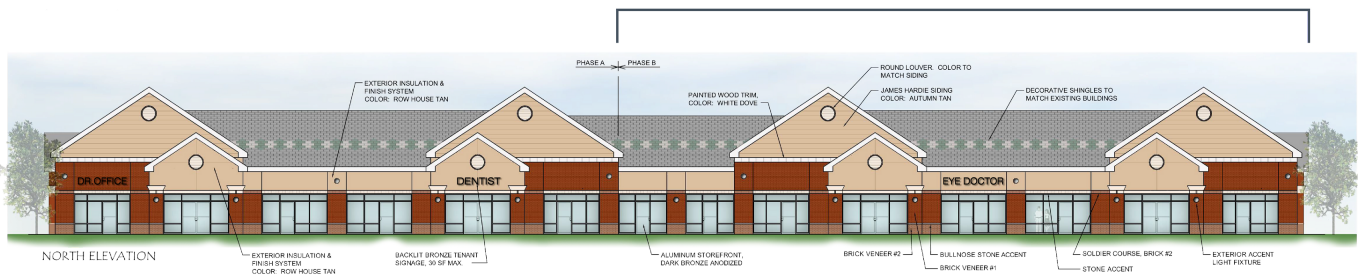 PHASE A
PHASE B
EXTERIOR INSULATION &
FINISH SYSTEM
COLOR: ROW HOUSE TAN
PAINTED WOOD TRIM,
COLOR: WHITE DOVE
ROUND LOUVER. COLOR TO
MATCH SIDING
JAMES HARDIE SIDING
COLOR: AUTUMN TAN
DECORATIVE SHINGLES TO
MATCH EXISTING BUILDINGS
DR.OFFICE
DENTIST
EYE DOCTOR
NORTH ELEVATION
EXTERIOR INSULATION &
FINISH SYSTEM
COLOR: ROW HOUSE TAN
BACKLIT BRONZE TENANT
SIGNAGE, 30 SF MAX.
ALUMINUM STOREFRONT,
DARK BRONZE ANODIZED
BRICK VENEER #2
BULLNOSE STONE ACCENT
BRICK VENEER #1
SOLDIER COURSE, BRICK #2
STONE ACCENT
EXTERIOR ACCENT
LIGHT FIXTURE